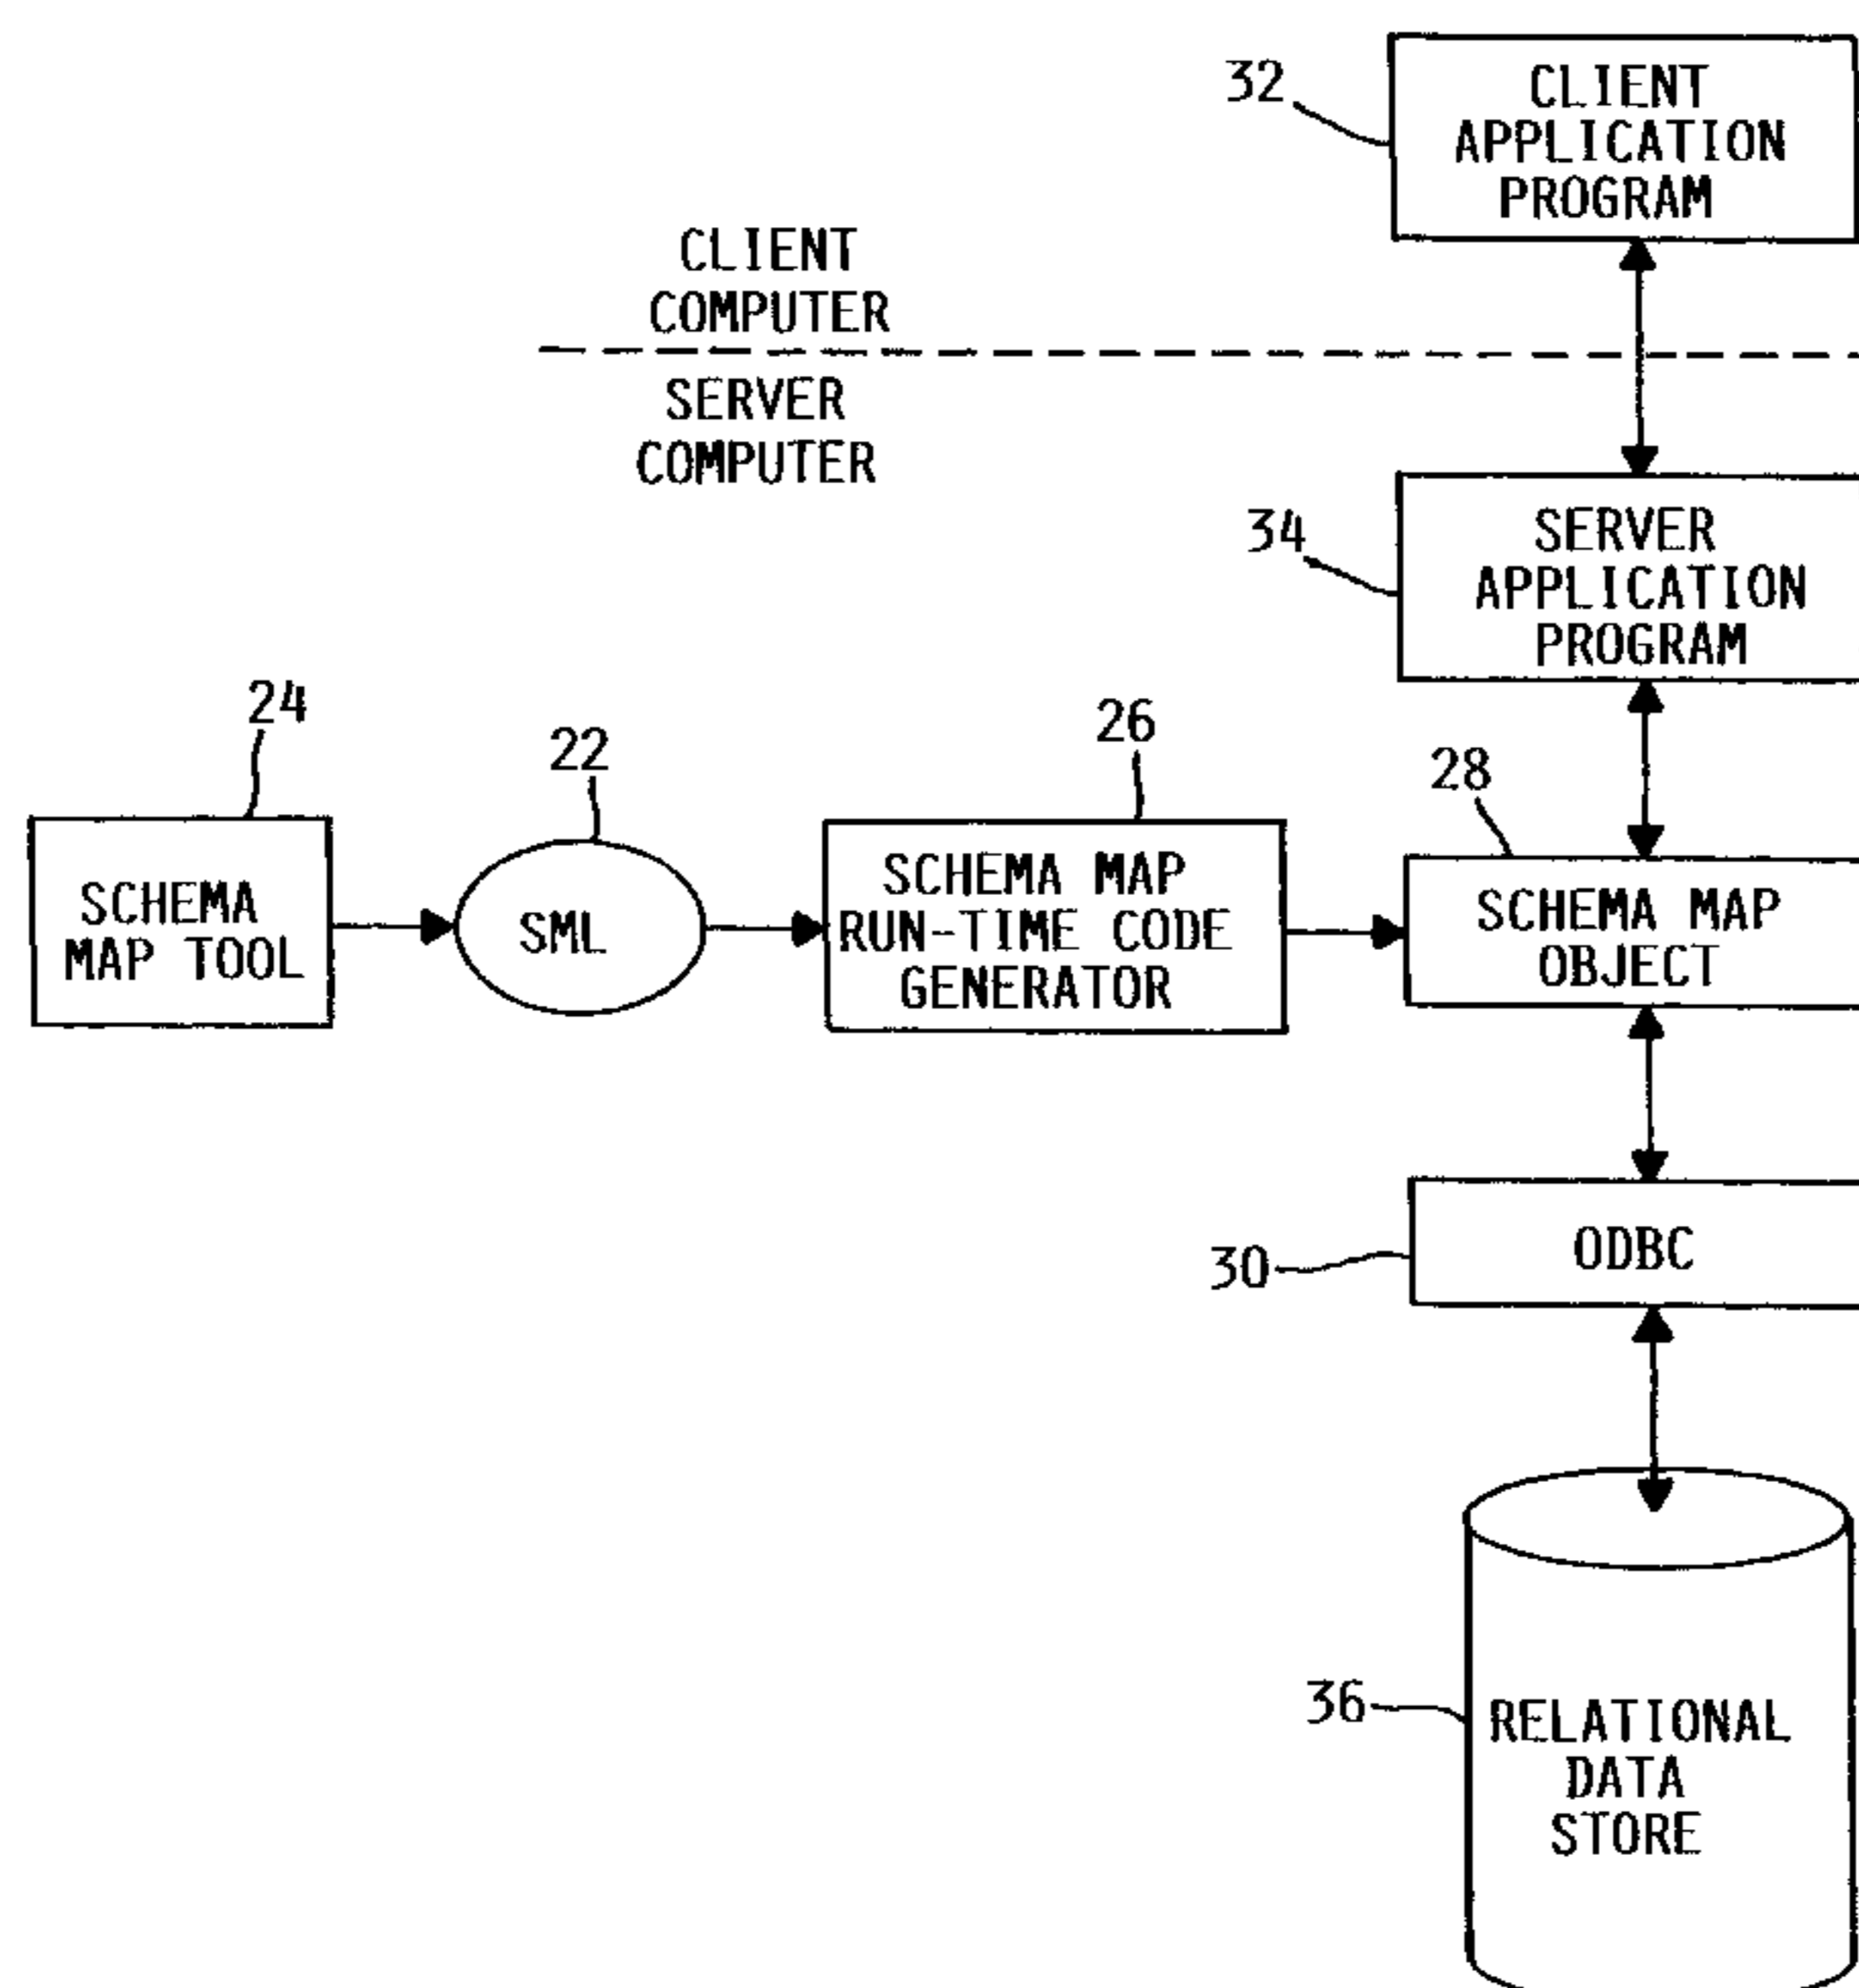 32
CLIENT
APPLICATION
PROGRAM
CLIENT
COMPUTER
SERVER
COMPUTER
34
SERVER
APPLICATION
PROGRAM
24
SCHEMA
MAP TOOL
22
SML
26
SCHEMA MAP
RUN-TIME CODE
GENERATOR
28
SCHEMA MAP
OBJECT
30
ODBC
36
RELATIONAL
DATA
STORE